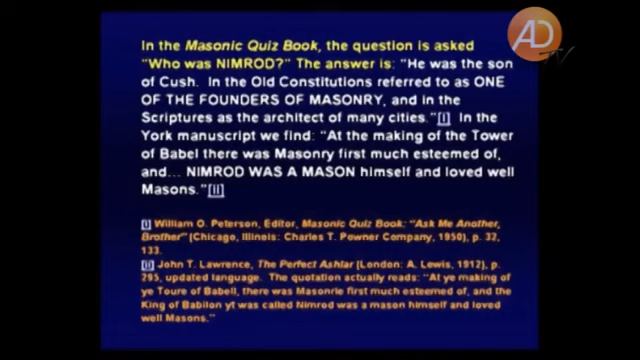 AD
TV
In the Masonic Quiz Book, the question is asked
"Who was NIMROD?" The answer is: "He was the son
of Cush. In the Old Constitutions referred to as ONE
OF THE FOUNDERS OF MASONRY, and in the
Scriptures as the architect of many cities."[i] In the
York manuscript we find: "At the making of the Tower
of Babel there was Masonry first much esteemed of,
and... NIMROD WAS A MASON himself and loved well
Masons."[ii]
[i] William O. Peterson, Editor, Masonic Quiz Book: "Ask Me Another,
Brother" (Chicago, Illinois: Charles T. Powner Company, 1950), p. 32,
133.
[ii] John T. Lawrence, The Perfect Ashlar (London: A. Lewis, 1912), p.
295, updated language. The quotation actually reads: "At ye making of
ye Toure of Babell, there was Masonrie first much esteemed of, and the
King of Babilon yt was called Nimrod was a mason himself and loved
well Masons."